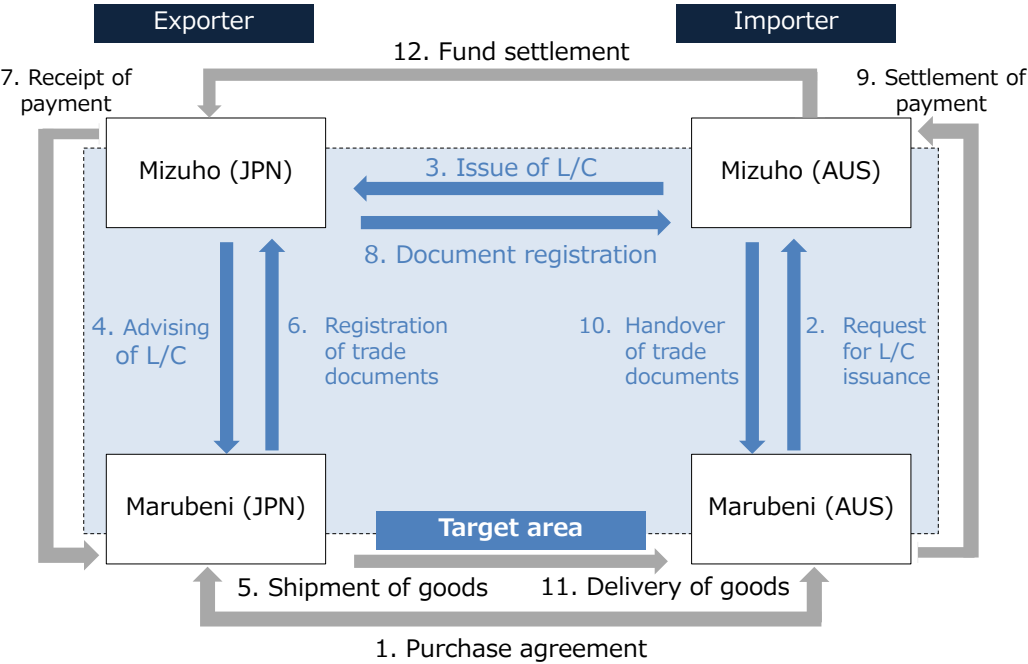 Exporter
Importer
12. Fund settlement
7. Receipt of
payment
9. Settlement of
payment
Mizuho (JPN)
3. Issue of L/C
Mizuho (AUS)
8. Document registration
4. Advising
of L/C
6. Registration
of trade
documents
10. Handover
of trade
documents
2. Request
for L/C
issuance
Marubeni (JPN)
Marubeni (AUS)
Target area
5. Shipment of goods
11. Delivery of goods
1. Purchase agreement